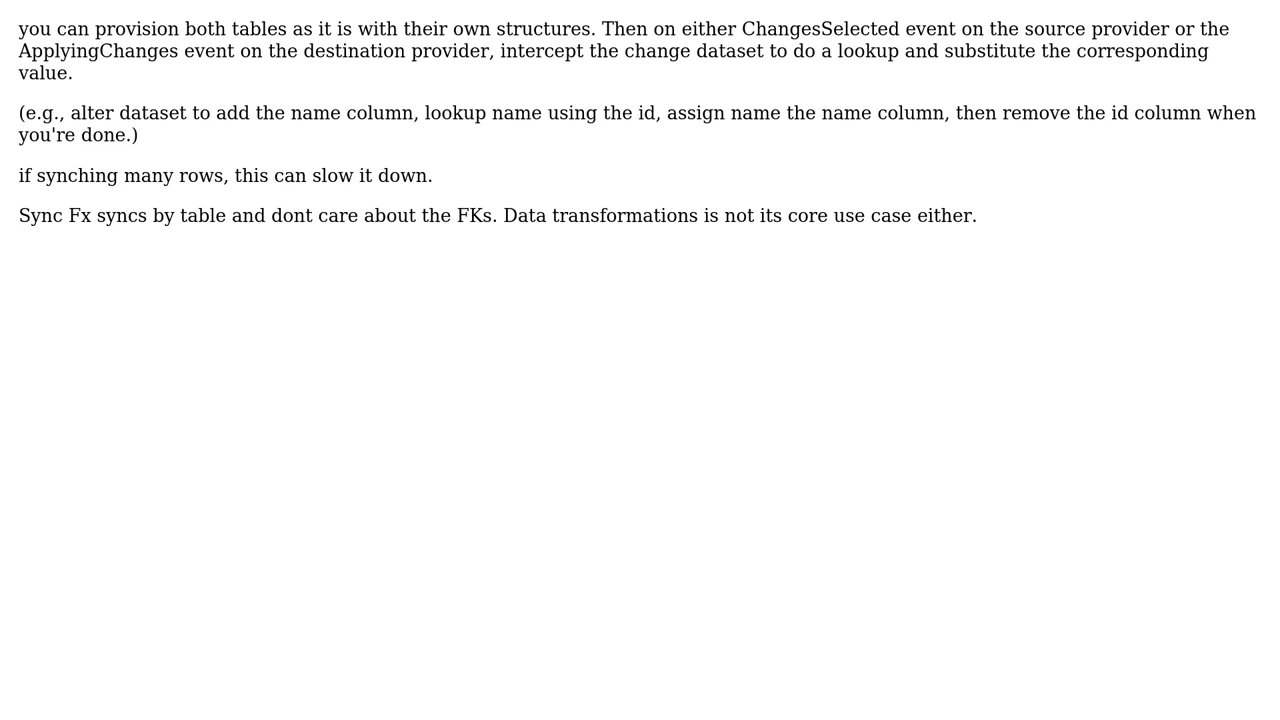 you can provision both tables as it is with their own structures. Then on either ChangesSelected event on the source provider or the
ApplyingChanges event on the destination provider, intercept the change dataset to do a lookup and substitute the corresponding
value.
(e.g., alter dataset to add the name column, lookup name using the id, assign name the name column, then remove the id column when
you're done.)
if synching many rows, this can slow it down.
Sync Fx syncs by table and dont care about the FKs. Data transformations is not its core use case either.